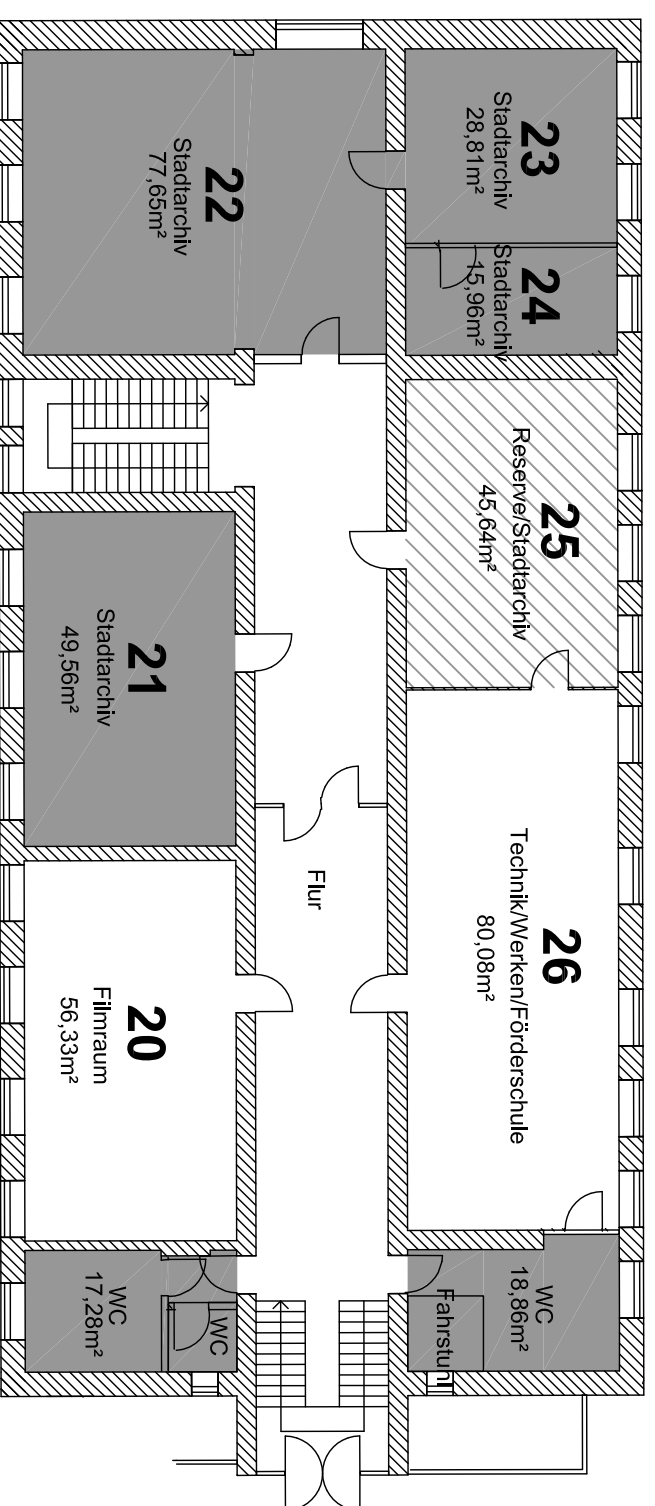 23
Stadtarchiv
28,81m²
24
Stadtarchiv
15,96m²
22
Stadtarchiv
77,65m²
25
Reserve/Stadtarchiv
45,64m²
21
Stadtarchiv
49,56m²
26
Technik/Werken/Förderschule
80,08m²
Flur
20
Filmraum
56,33m²
WC
18,86m²
Fahrstuhl
WC
WC
17,28m²